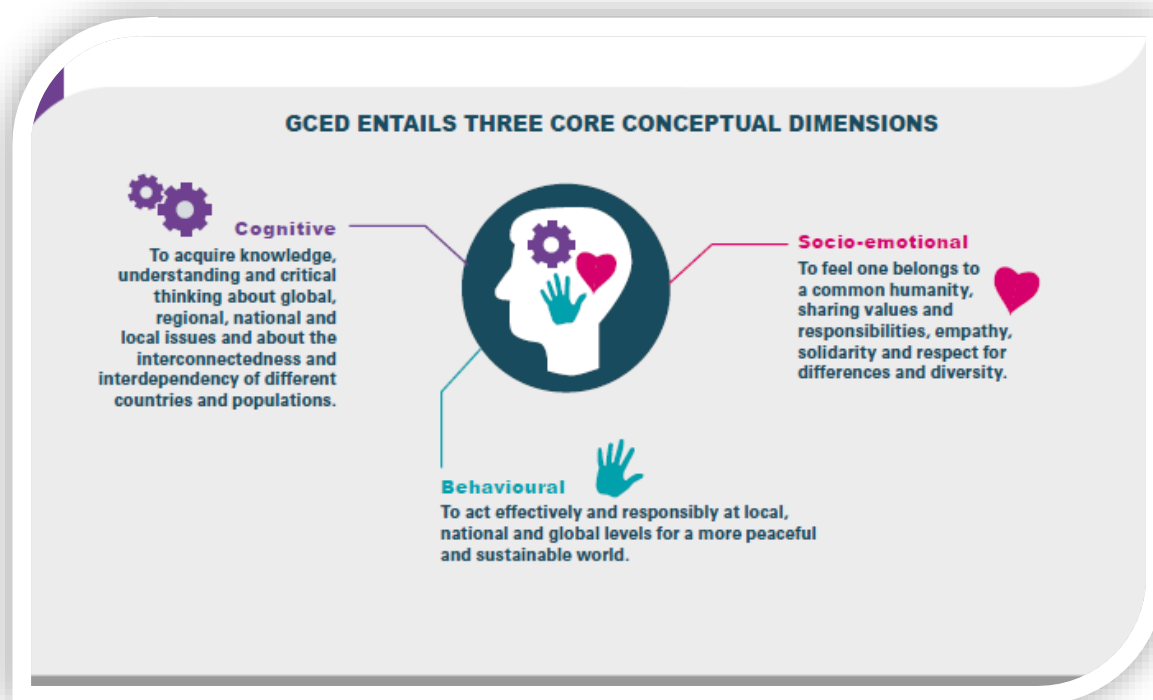 GCED ENTAILS THREE CORE CONCEPTUAL DIMENSIONS
Cognitive
To acquire knowledge,
understanding and critical
thinking about global,
regional, national and
local issues and about the
interconnectedness and
interdependency of different
countries and populations.
Socio-emotional
To feel one belongs to
a common humanity,
sharing values and
responsibilities, empathy,
solidarity and respect for
differences and diversity.
Behavioural
To act effectively and responsibly at local,
national and global levels for a more peaceful
and sustainable world.